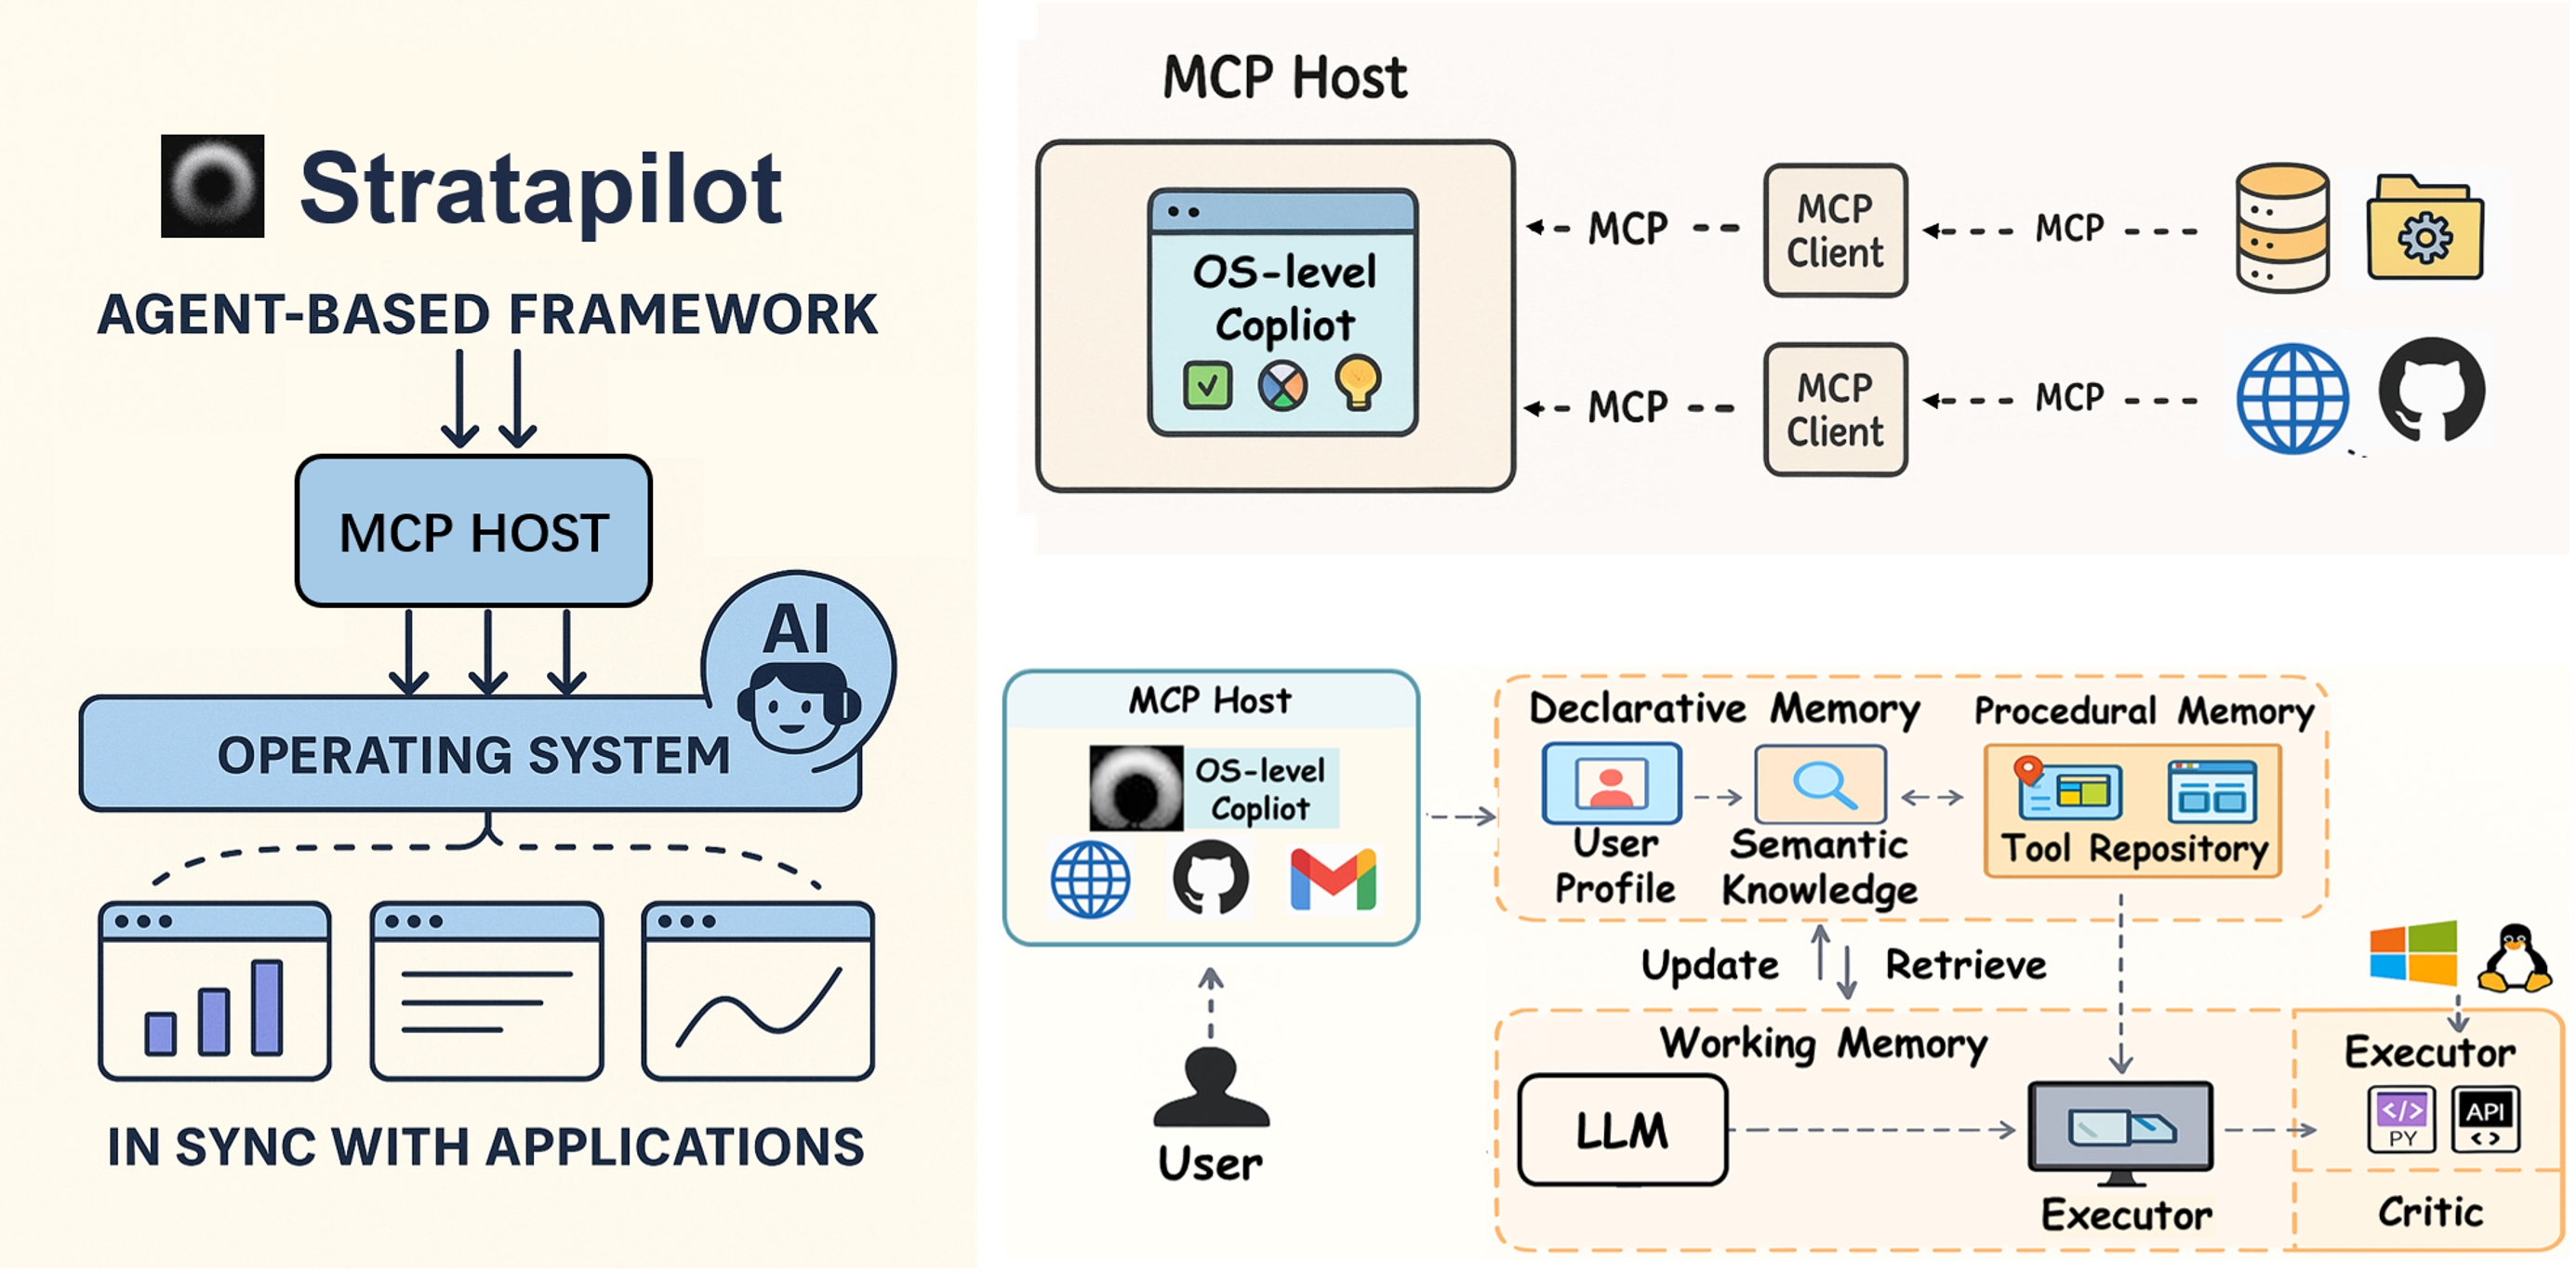 Stratapilot
AGENT-BASED FRAMEWORK
MCP HOST
AI
OPERATING SYSTEM
IN SYNC WITH APPLICATIONS
MCP Host
OS-level
Copliot
MCP
MCP
Client
MCP
MCP
MCP
Client
MCP
MCP Host
OS-level
Copliot
User
Declarative Memory
Procedural Memory
User
Profile
Semantic
Knowledge
Tool Repository
Update
Retrieve
Working Memory
LLM
Executor
Executor
</>
PY
API
<>
Critic